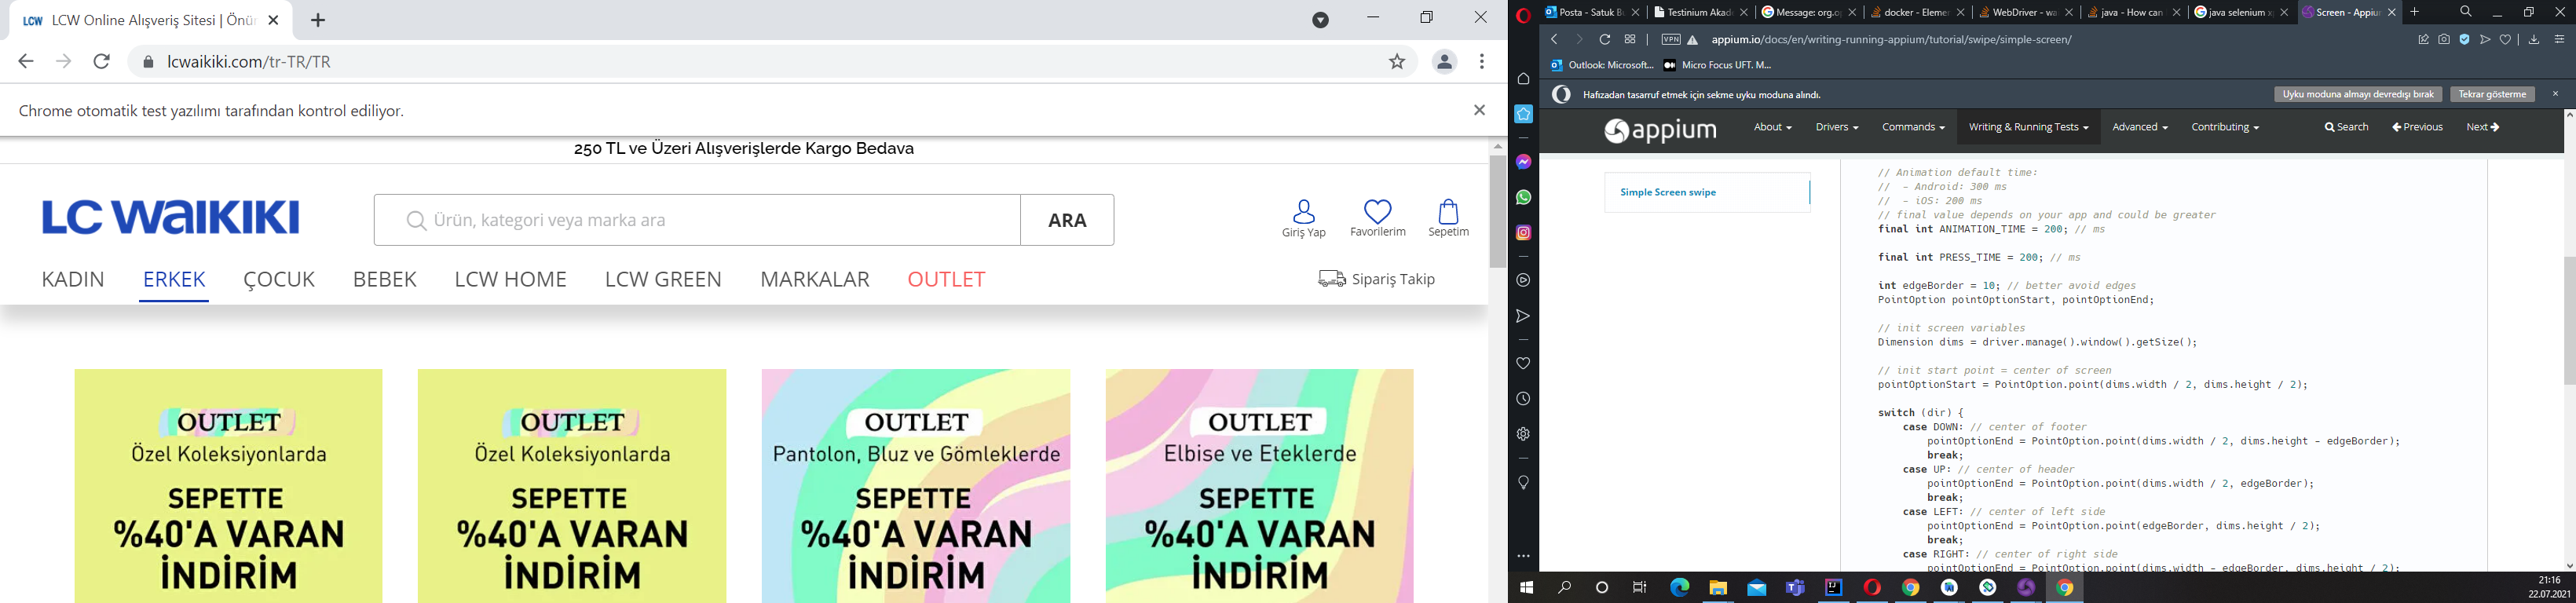 LCW LCW Online Alışveriş Sitesi | Önü
lcwaikiki.com/tr-TR/TR
Chrome otomatik test yazılımı tarafından kontrol ediliyor.
250 TL ve Üzeri Alışverişlerde Kargo Bedava
LC WAIKIKI
Ürün, kategori veya marka ara
ARA
Giriş Yap
Favorilerim
Sepetim
KADIN ERKEK ÇOCUK BEBEK LCW HOME LCW GREEN MARKALAR OUTLET
Sipariş Takip
OUTLET
Özel Koleksiyonlarda
SEPETTE
%40'A VARAN
İNDİRİM
OUTLET
Özel Koleksiyonlarda
SEPETTE
%40'A VARAN
İNDİRİM
OUTLET
Pantolon, Bluz ve Gömleklerde
SEPETTE
%40'A VARAN
İNDİRİM
OUTLET
Elbise ve Eteklerde
SEPETTE
%40'A VARAN
İNDİRİM
Posta - Satuk B
Testinium Akad
Message: org.o
docker - Eleme
WebDriver - wa
java - How can
java selenium x
Screen - Appiu
VPN
appium.io/docs/en/writing-running-appium/tutorial/swipe/simple-screen/
Outlook: Microsoft...
Micro Focus UFT. M...
Hafızadan tasarruf etmek için sekme uyku moduna alındı.
Uyku moduna almayı devredışı bırak
Tekrar gösterme
appium
About Drivers Commands Writing & Running Tests Advanced Contributing
Search Previous Next
Simple Screen swipe
// Animation default time:
//  - Android: 300 ms
//  - iOS: 200 ms
// final value depends on your app and could be greater
final int ANIMATION_TIME = 200; // ms
final int PRESS_TIME = 200; // ms
int edgeBorder = 10; // better avoid edges
PointOption pointOptionStart, pointOptionEnd;
// init screen variables
Dimension dims = driver.manage().window().getSize();
// init start point = center of screen
pointOptionStart = PointOption.point(dims.width / 2, dims.height / 2);
switch (dir) {
case DOWN: // center of footer
pointOptionEnd = PointOption.point(dims.width / 2, dims.height - edgeBorder);
break;
case UP: // center of header
pointOptionEnd = PointOption.point(dims.width / 2, edgeBorder);
break;
case LEFT: // center of left side
pointOptionEnd = PointOption.point(edgeBorder, dims.height / 2);
break;
case RIGHT: // center of right side
pointOptionEnd = PointOption.point(dims.width - edgeBorder, dims.height / 2);
21:16
22.07.2021